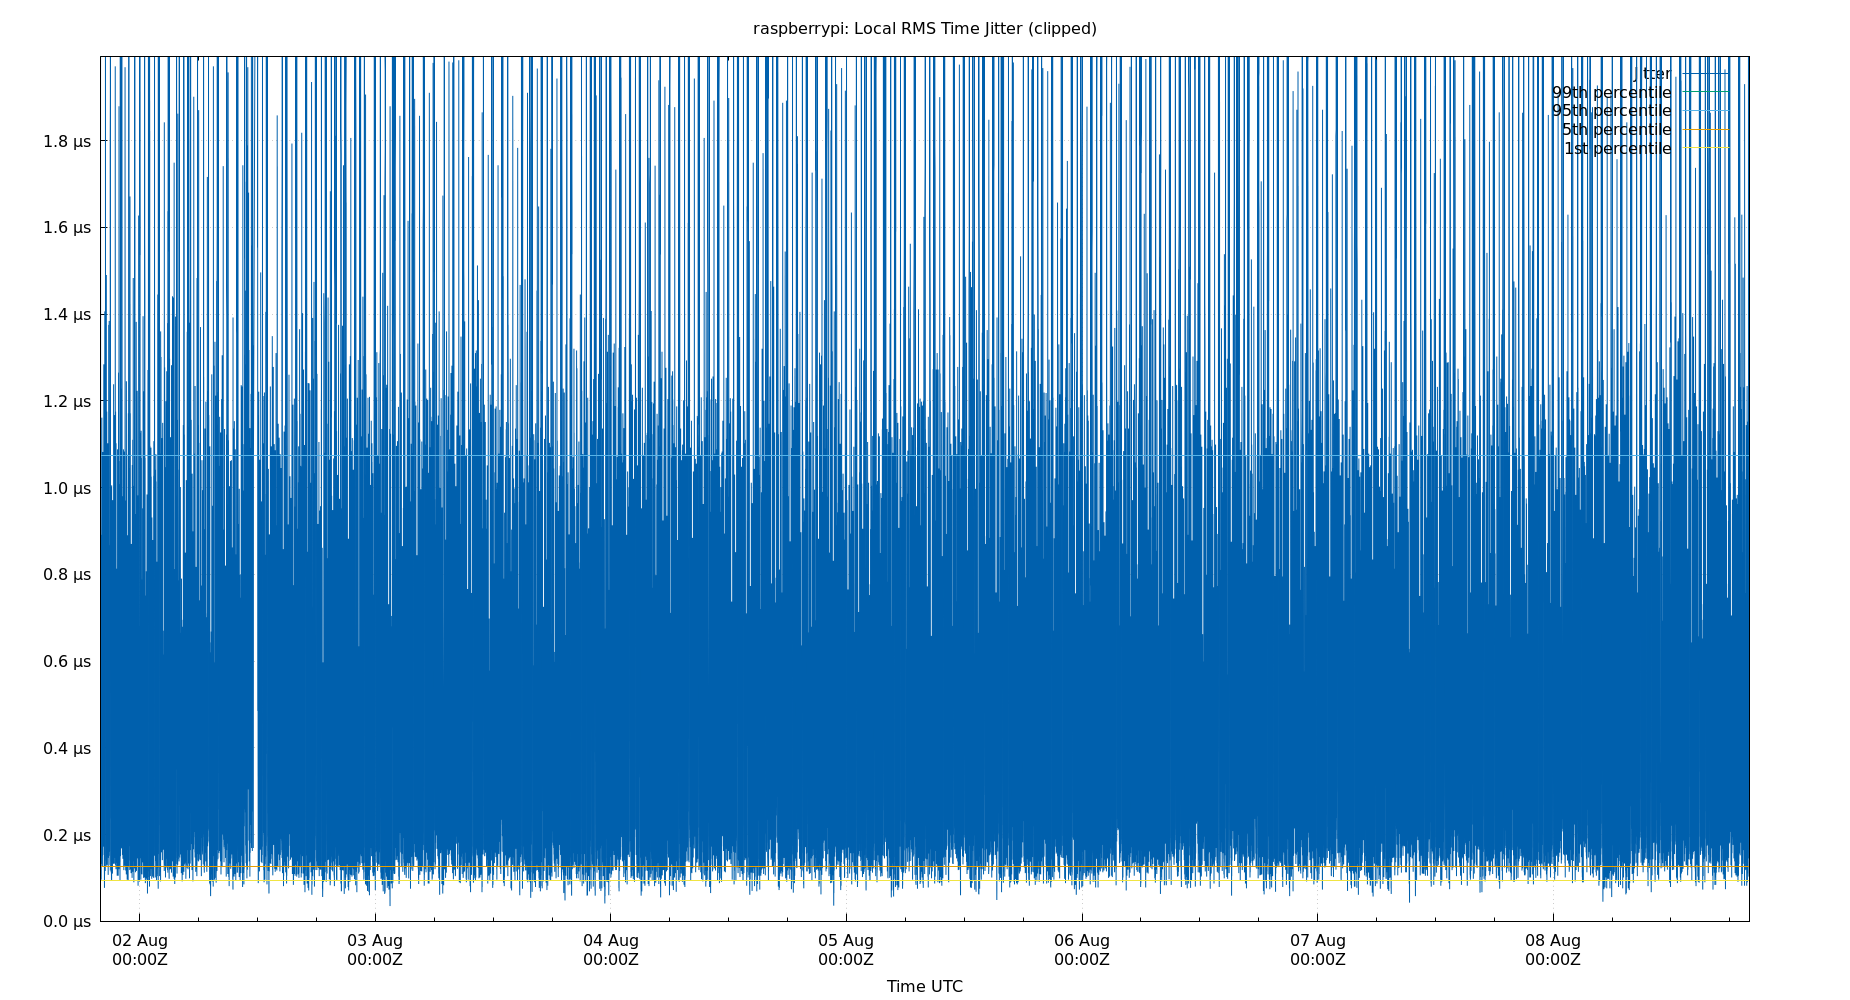 raspberrypi: Local RMS Time Jitter (clipped)
jitter
99th percentile
95th percentile
5th percentile
1st percentile
1.8 µs
1.6 µs
1.4 µs
1.2 µs
1.0 µs
0.8 µs
0.6 µs
0.4 µs
0.2 µs
0.0 µs
02 Aug 03 Aug 04 Aug 05 Aug 06 Aug 07 Aug 08 Aug
00:00Z 00:00Z 00:00Z 00:00Z 00:00Z 00:00Z 00:00Z
Time UTC